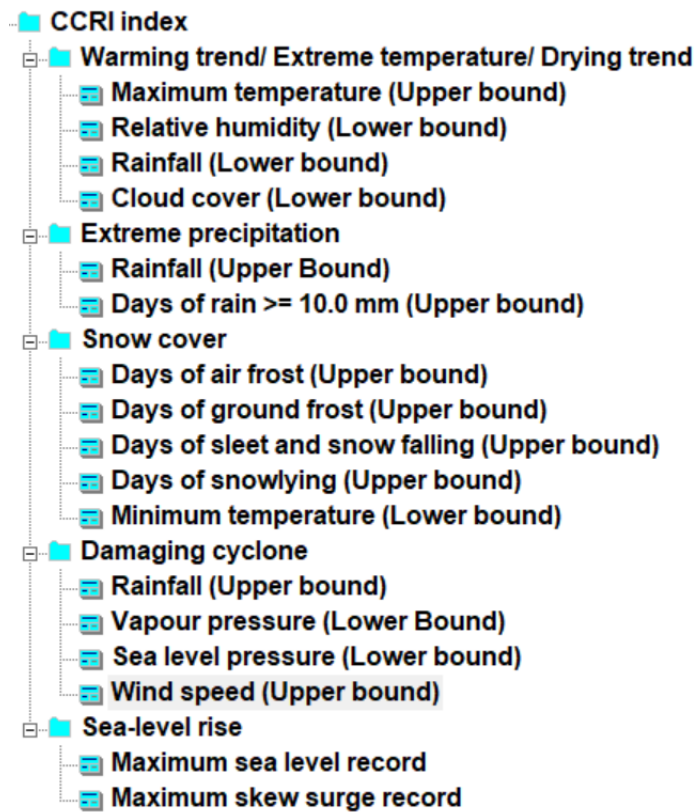 CCRI index
Warming trend/ Extreme temperature/ Drying trend
Maximum temperature (Upper bound)
Relative humidity (Lower bound)
Rainfall (Lower bound)
Cloud cover (Lower bound)
Extreme precipitation
Rainfall (Upper Bound)
Days of rain >= 10.0 mm (Upper bound)
Snow cover
Days of air frost (Upper bound)
Days of ground frost (Upper bound)
Days of sleet and snow falling (Upper bound)
Days of snowlying (Upper bound)
Minimum temperature (Lower bound)
Damaging cyclone
Rainfall (Upper bound)
Vapour pressure (Lower Bound)
Sea level pressure (Lower bound)
Wind speed (Upper bound)
Sea-level rise
Maximum sea level record
Maximum skew surge record